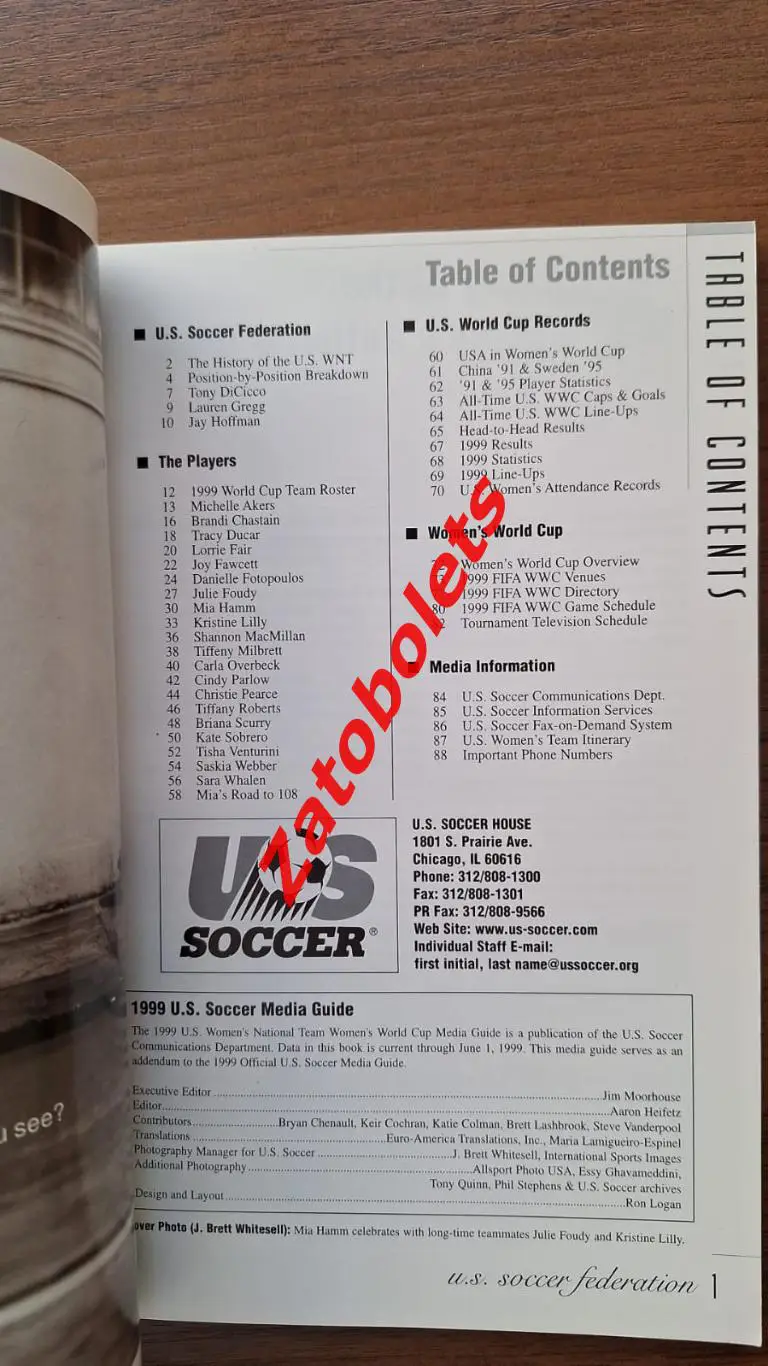 Table of Contents
TABLE OF CONTENTS
U.S. Soccer Federation
2 The History of the U.S. WNT
4 Position-by-Position Breakdown
7 Tony DiCicco
9 Lauren Gregg
10 Jay Hoffman
The Players
12 1999 World Cup Team Roster
13 Michelle Akers
16 Brandi Chastain
18 Tracy Ducar
20 Lorrie Fair
22 Joy Fawcett
24 Danielle Fotopoulos
27 Julie Foudy
30 Mia Hamm
33 Kristine Lilly
36 Shannon MacMillan
38 Tiffeny Milbrett
40 Carla Overbeck
42 Cindy Parlow
44 Christie Pearce
46 Tiffany Roberts
48 Briana Scurry
50 Kate Sobrero
52 Tisha Venturini
54 Saskia Webber
56 Sara Whalen
58 Mia's Road to 108
U.S. World Cup Records
60 USA in Women's World Cup
61 China '91 & Sweden '95
62 '91 & '95 Player Statistics
63 All-Time U.S. WWC Caps & Goals
64 All-Time U.S. WWC Line-Ups
65 Head-to-Head Results
67 1999 Results
68 1999 Statistics
69 1999 Line-Ups
70 U.S. Women's Attendance Records
Women's World Cup
Women's World Cup Overview
1999 FIFA WWC Venues
1999 FIFA WWC Directory
80 1999 FIFA WWC Game Schedule
Tournament Television Schedule
Media Information
84 U.S. Soccer Communications Dept.
85 U.S. Soccer Information Services
86 U.S. Soccer Fax-on-Demand System
87 U.S. Women's Team Itinerary
88 Important Phone Numbers
Zatobolets
US
SOCCER®
U.S. SOCCER HOUSE
1801 S. Prairie Ave.
Chicago, IL 60616
Phone: 312/808-1300
Fax: 312/808-1301
PR Fax: 312/808-9566
Web Site: www.us-soccer.com
Individual Staff E-mail:
first initial, last name@ussoccer.org
1999 U.S. Soccer Media Guide
The 1999 U.S. Women's National Team Women's World Cup Media Guide is a publication of the U.S. Soccer
Communications Department. Data in this book is current through June 1, 1999. This media guide serves as an
addendum to the 1999 Official U.S. Soccer Media Guide.
Executive Editor Jim Moorhouse
Editor Aaron Heifetz
Contributors Bryan Chenault, Keir Cochran, Katie Colman, Brett Lashbrook, Steve Vanderpool
Translations Euro-America Translations, Inc., Maria Lamigueiro-Espinel
Photography Manager for U.S. Soccer J. Brett Whitesell, International Sports Images
Additional Photography Allsport Photo USA, Essy Ghavameddini,
Tony Quinn, Phil Stephens & U.S. Soccer archives
Design and Layout Ron Logan
over Photo (J. Brett Whitesell): Mia Hamm celebrates with long-time teammates Julie Foudy and Kristine Lilly.
u.s. soccer federation 1
u see?